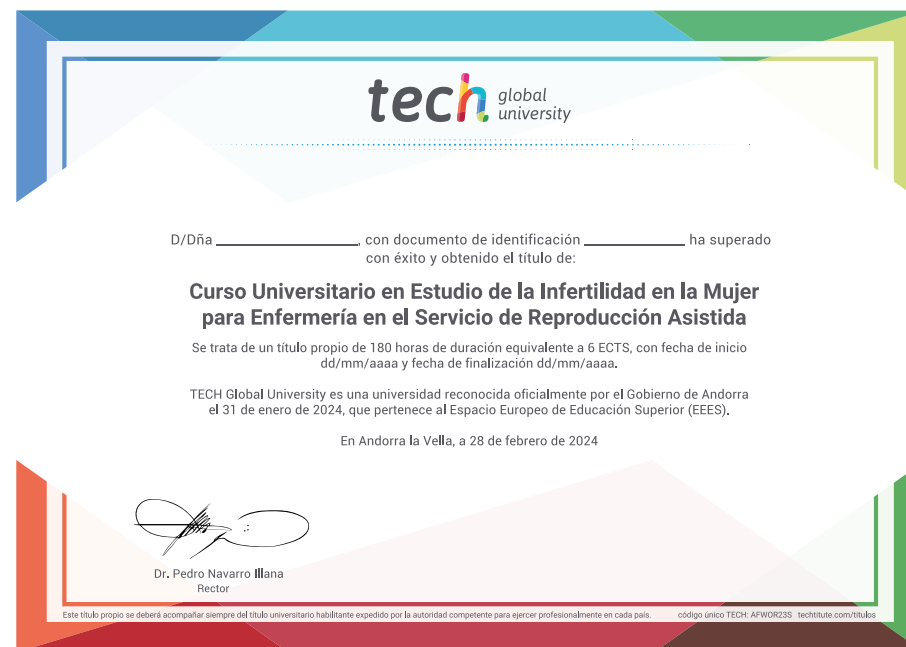 tech global university
D/Dña ____________________, con documento de identificación ______________ ha superado
con éxito y obtenido el título de:
Curso Universitario en Estudio de la Infertilidad en la Mujer
para Enfermería en el Servicio de Reproducción Asistida
Se trata de un título propio de 180 horas de duración equivalente a 6 ECTS, con fecha de inicio
dd/mm/aaaa y fecha de finalización dd/mm/aaaa.
TECH Global University es una universidad reconocida oficialmente por el Gobierno de Andorra
el 31 de enero de 2024, que pertenece al Espacio Europeo de Educación Superior (EEES).
En Andorra la Vella, a 28 de febrero de 2024
Dr. Pedro Navarro Illana
Rector
Este título propio se deberá acompañar siempre del título universitario habilitante expedido por la autoridad competente para ejercer profesionalmente en cada país. código único TECH: AFWOR23S techtitute.com/titulos